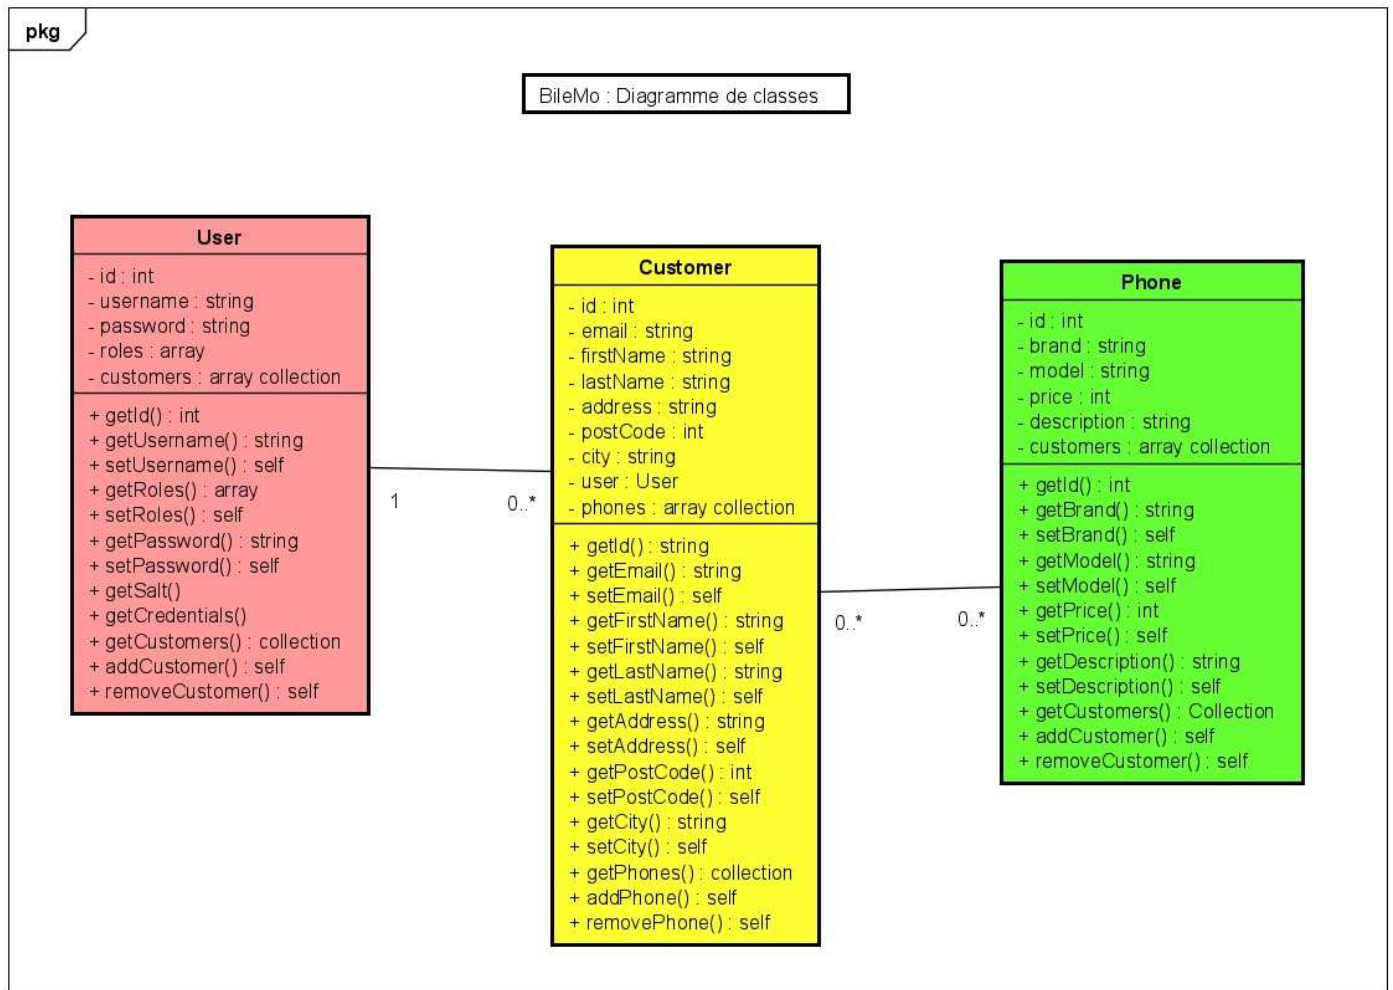 pkg
BileMo : Diagramme de classes
User
- id : int
- username : string
- password : string
- roles : array
- customers : array collection
+ getId() : int
+ getUsername() : string
+ setUsername() : self
+ getRoles() : array
+ setRoles() : self
+ getPassword() : string
+ setPassword() : self
+ getSalt()
+ getCredentials()
+ getCustomers() : collection
+ addCustomer() : self
+ removeCustomer() : self
1
0..*
Customer
- id : int
- email : string
- firstName : string
- lastName : string
- address : string
- postCode : int
- city : string
- user : User
- phones : array collection
+ getId() : string
+ getEmail() : string
+ setEmail() : self
+ getFirstName() : string
+ setFirstName() : self
+ getLastName() : string
+ setLastName() : self
+ getAddress() : string
+ setAddress() : self
+ getPostCode() : int
+ setPostCode() : self
+ getCity() : string
+ setCity() : self
+ getPhones() : collection
+ addPhone() : self
+ removePhone() : self
0..*
0..*
Phone
- id : int
- brand : string
- model : string
- price : int
- description : string
- customers : array collection
+ getId() : int
+ getBrand() : string
+ setBrand() : self
+ getModel() : string
+ setModel() : self
+ getPrice() : int
+ setPrice() : self
+ getDescription() : string
+ setDescription() : self
+ getCustomers() : Collection
+ addCustomer() : self
+ removeCustomer() : self